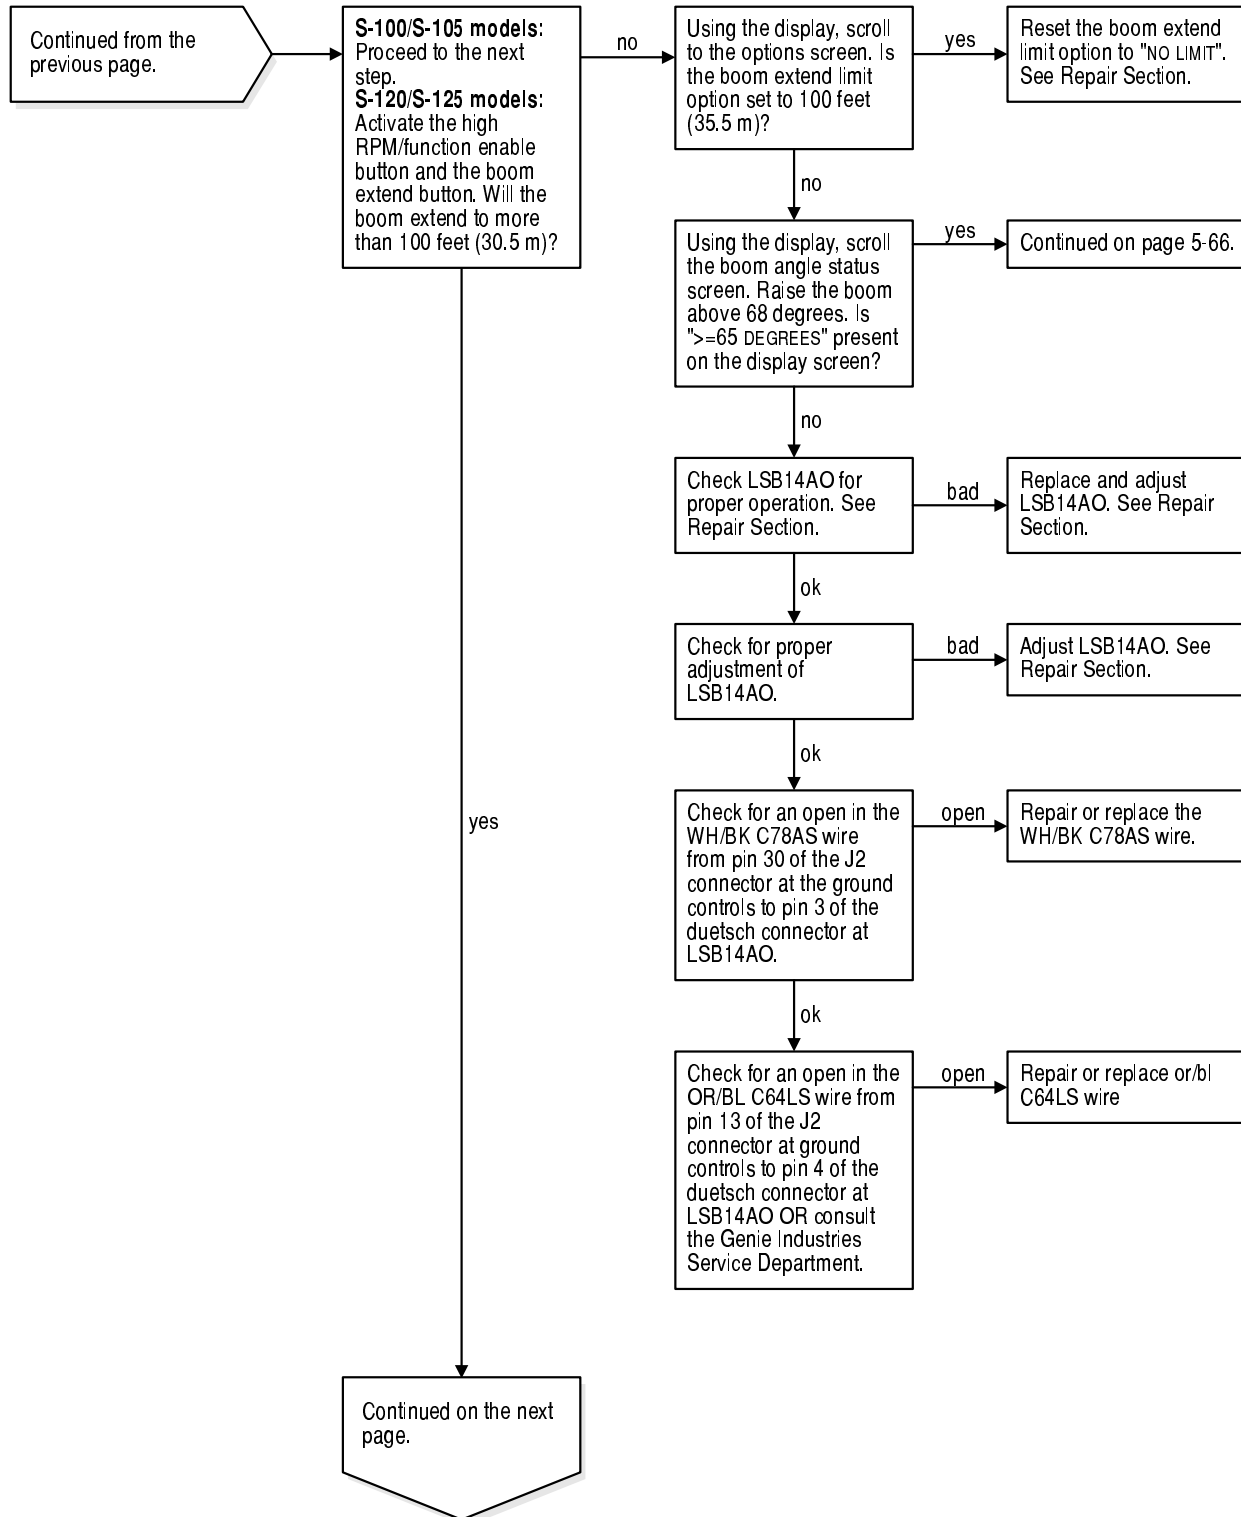 Continued from the
previous page.
S-100/S-105 models:
Proceed to the next
step.
S-120/S-125 models:
Activate the high
RPM/function enable
button and the boom
extend button. Will the
boom extend to more
than 100 feet (30.5 m)?
no
Using the display, scroll
to the options screen. Is
the boom extend limit
option set to 100 feet
(35.5 m)?
yes
Reset the boom extend
limit option to "NO LIMIT".
See Repair Section.
no
Using the display, scroll
the boom angle status
screen. Raise the boom
above 68 degrees. Is
">=65 DEGREES" present
on the display screen?
yes
Continued on page 5-66.
no
Check LSB14AO for
proper operation. See
Repair Section.
bad
Replace and adjust
LSB14AO. See Repair
Section.
ok
Check for proper
adjustment of
LSB14AO.
bad
Adjust LSB14AO. See
Repair Section.
ok
yes
Check for an open in the
WH/BK C78AS wire
from pin 30 of the J2
connector at the ground
controls to pin 3 of the
duetsch connector at
LSB14AO.
open
Repair or replace the
WH/BK C78AS wire.
ok
Check for an open in the
OR/BL C64LS wire from
pin 13 of the J2
connector at ground
controls to pin 4 of the
duetsch connector at
LSB14AO OR consult
the Genie Industries
Service Department.
open
Repair or replace or/bl
C64LS wire
Continued on the next
page.